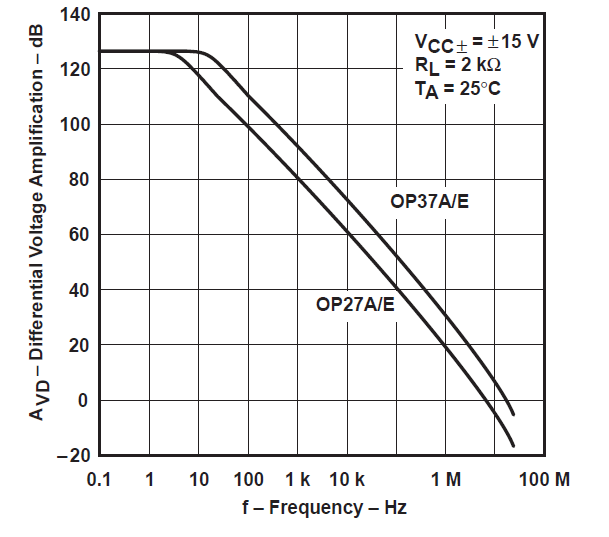 140
120
100
80
60
40
20
0
–20
AVD – Differential Voltage Amplification – dB
VCC± = ±15 V
RL = 2 kΩ
TA = 25°C
OP37A/E
OP27A/E
0.1 1 10 100 1 k 10 k 1 M 100 M
f – Frequency – Hz